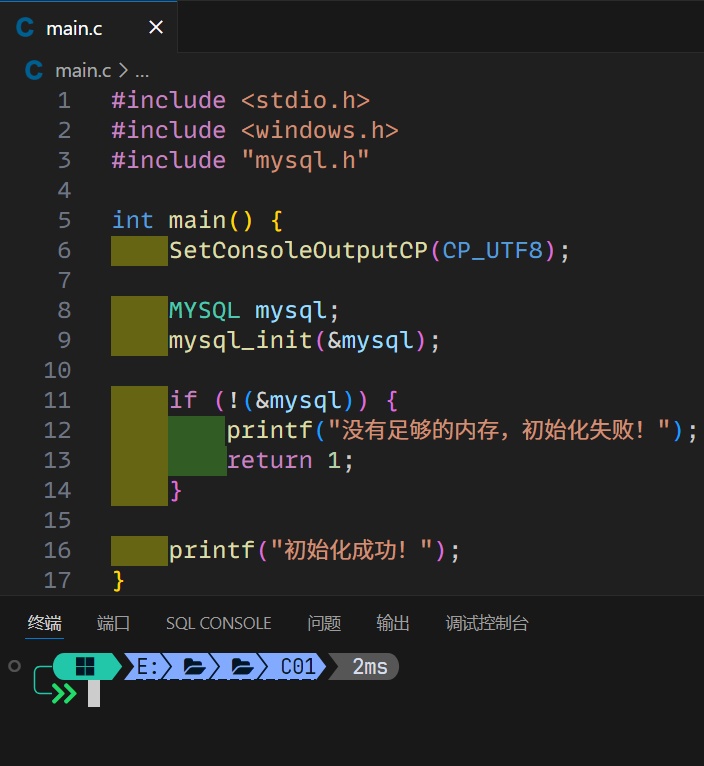 C main.c ×
C main.c > ...
1 #include <stdio.h>
2 #include <windows.h>
3 #include "mysql.h"
4
5 int main() {
6 SetConsoleOutputCP(CP_UTF8);
7
8 MYSQL mysql;
9 mysql_init(&mysql);
10
11 if (!(&mysql)) {
12 printf("没有足够的内存，初始化失败！");
13 return 1;
14 }
15
16 printf("初始化成功！");
17 }
终端 端口 SQL CONSOLE 问题 输出 调试控制台
E: C01 2ms